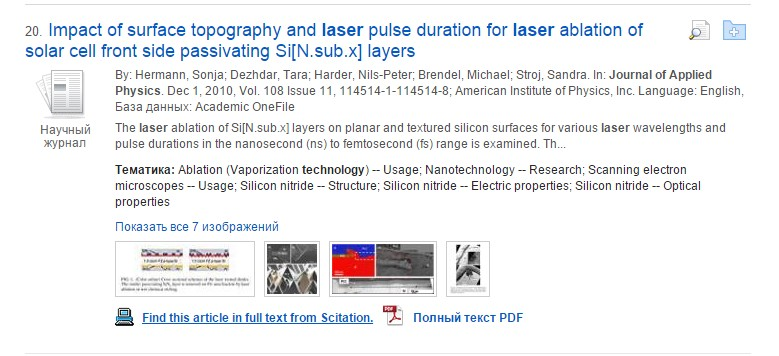 20. Impact of surface topography and laser pulse duration for laser ablation of
solar cell front side passivating Si[N.sub.x] layers
Научный
журнал
By: Hermann, Sonja; Dezhdar, Tara; Harder, Nils-Peter; Brendel, Michael; Stroj, Sandra. In: Journal of Applied
Physics. Dec 1, 2010, Vol. 108 Issue 11, 114514-1-114514-8; American Institute of Physics, Inc. Language: English,
База данных: Academic OneFile
The laser ablation of Si[N.sub.x] layers on planar and textured silicon surfaces for various laser wavelengths and
pulse durations in the nanosecond (ns) to femtosecond (fs) range is examined. Th...
Тематика: Ablation (Vaporization technology) -- Usage; Nanotechnology -- Research; Scanning electron
microscopes -- Usage; Silicon nitride -- Structure; Silicon nitride -- Electric properties; Silicon nitride -- Optical
properties
Показать все 7 изображений
Find this article in full text from Scitation.
PDF
Полный текст PDF